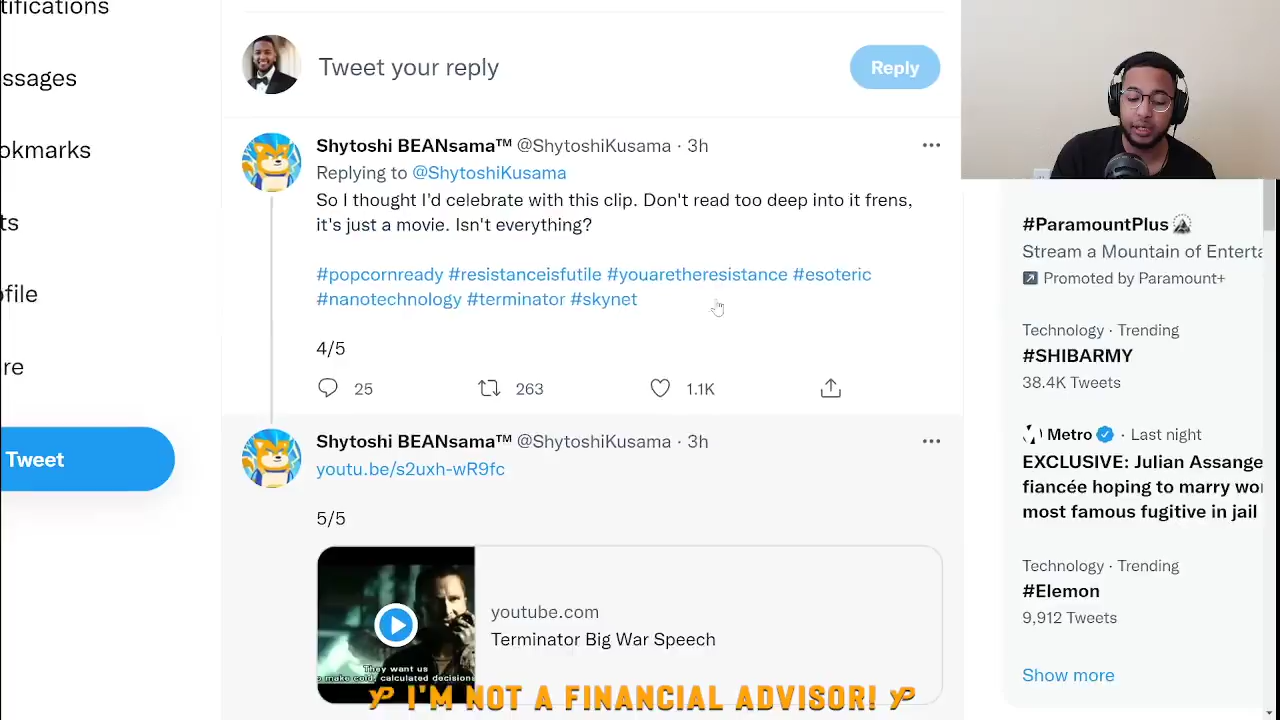 tifications
ssages
okmarks
ts
ofile
re
Tweet
Tweet your reply
Reply
Shytoshi BEANsama™ @ShytoshiKusama · 3h
Replying to @ShytoshiKusama
So I thought I'd celebrate with this clip. Don't read too deep into it frens,
it's just a movie. Isn't everything?
#popcornready #resistanceisfutile #youaretheresistance #esoteric
#nanotechnology #terminator #skynet
4/5
25 263 1.1K
Shytoshi BEANsama™ @ShytoshiKusama · 3h
youtu.be/s2uxh-wR9fc
5/5
They want us
o make cold, calculated decision
youtube.com
Terminator Big War Speech
I'M NOT A FINANCIAL ADVISOR!
#ParamountPlus
Stream a Mountain of Enterta
Promoted by Paramount+
Technology · Trending
#SHIBARMY
38.4K Tweets
Metro · Last night
EXCLUSIVE: Julian Assange
fiancée hoping to marry wo
most famous fugitive in jail
Technology · Trending
#Elemon
9,912 Tweets
Show more